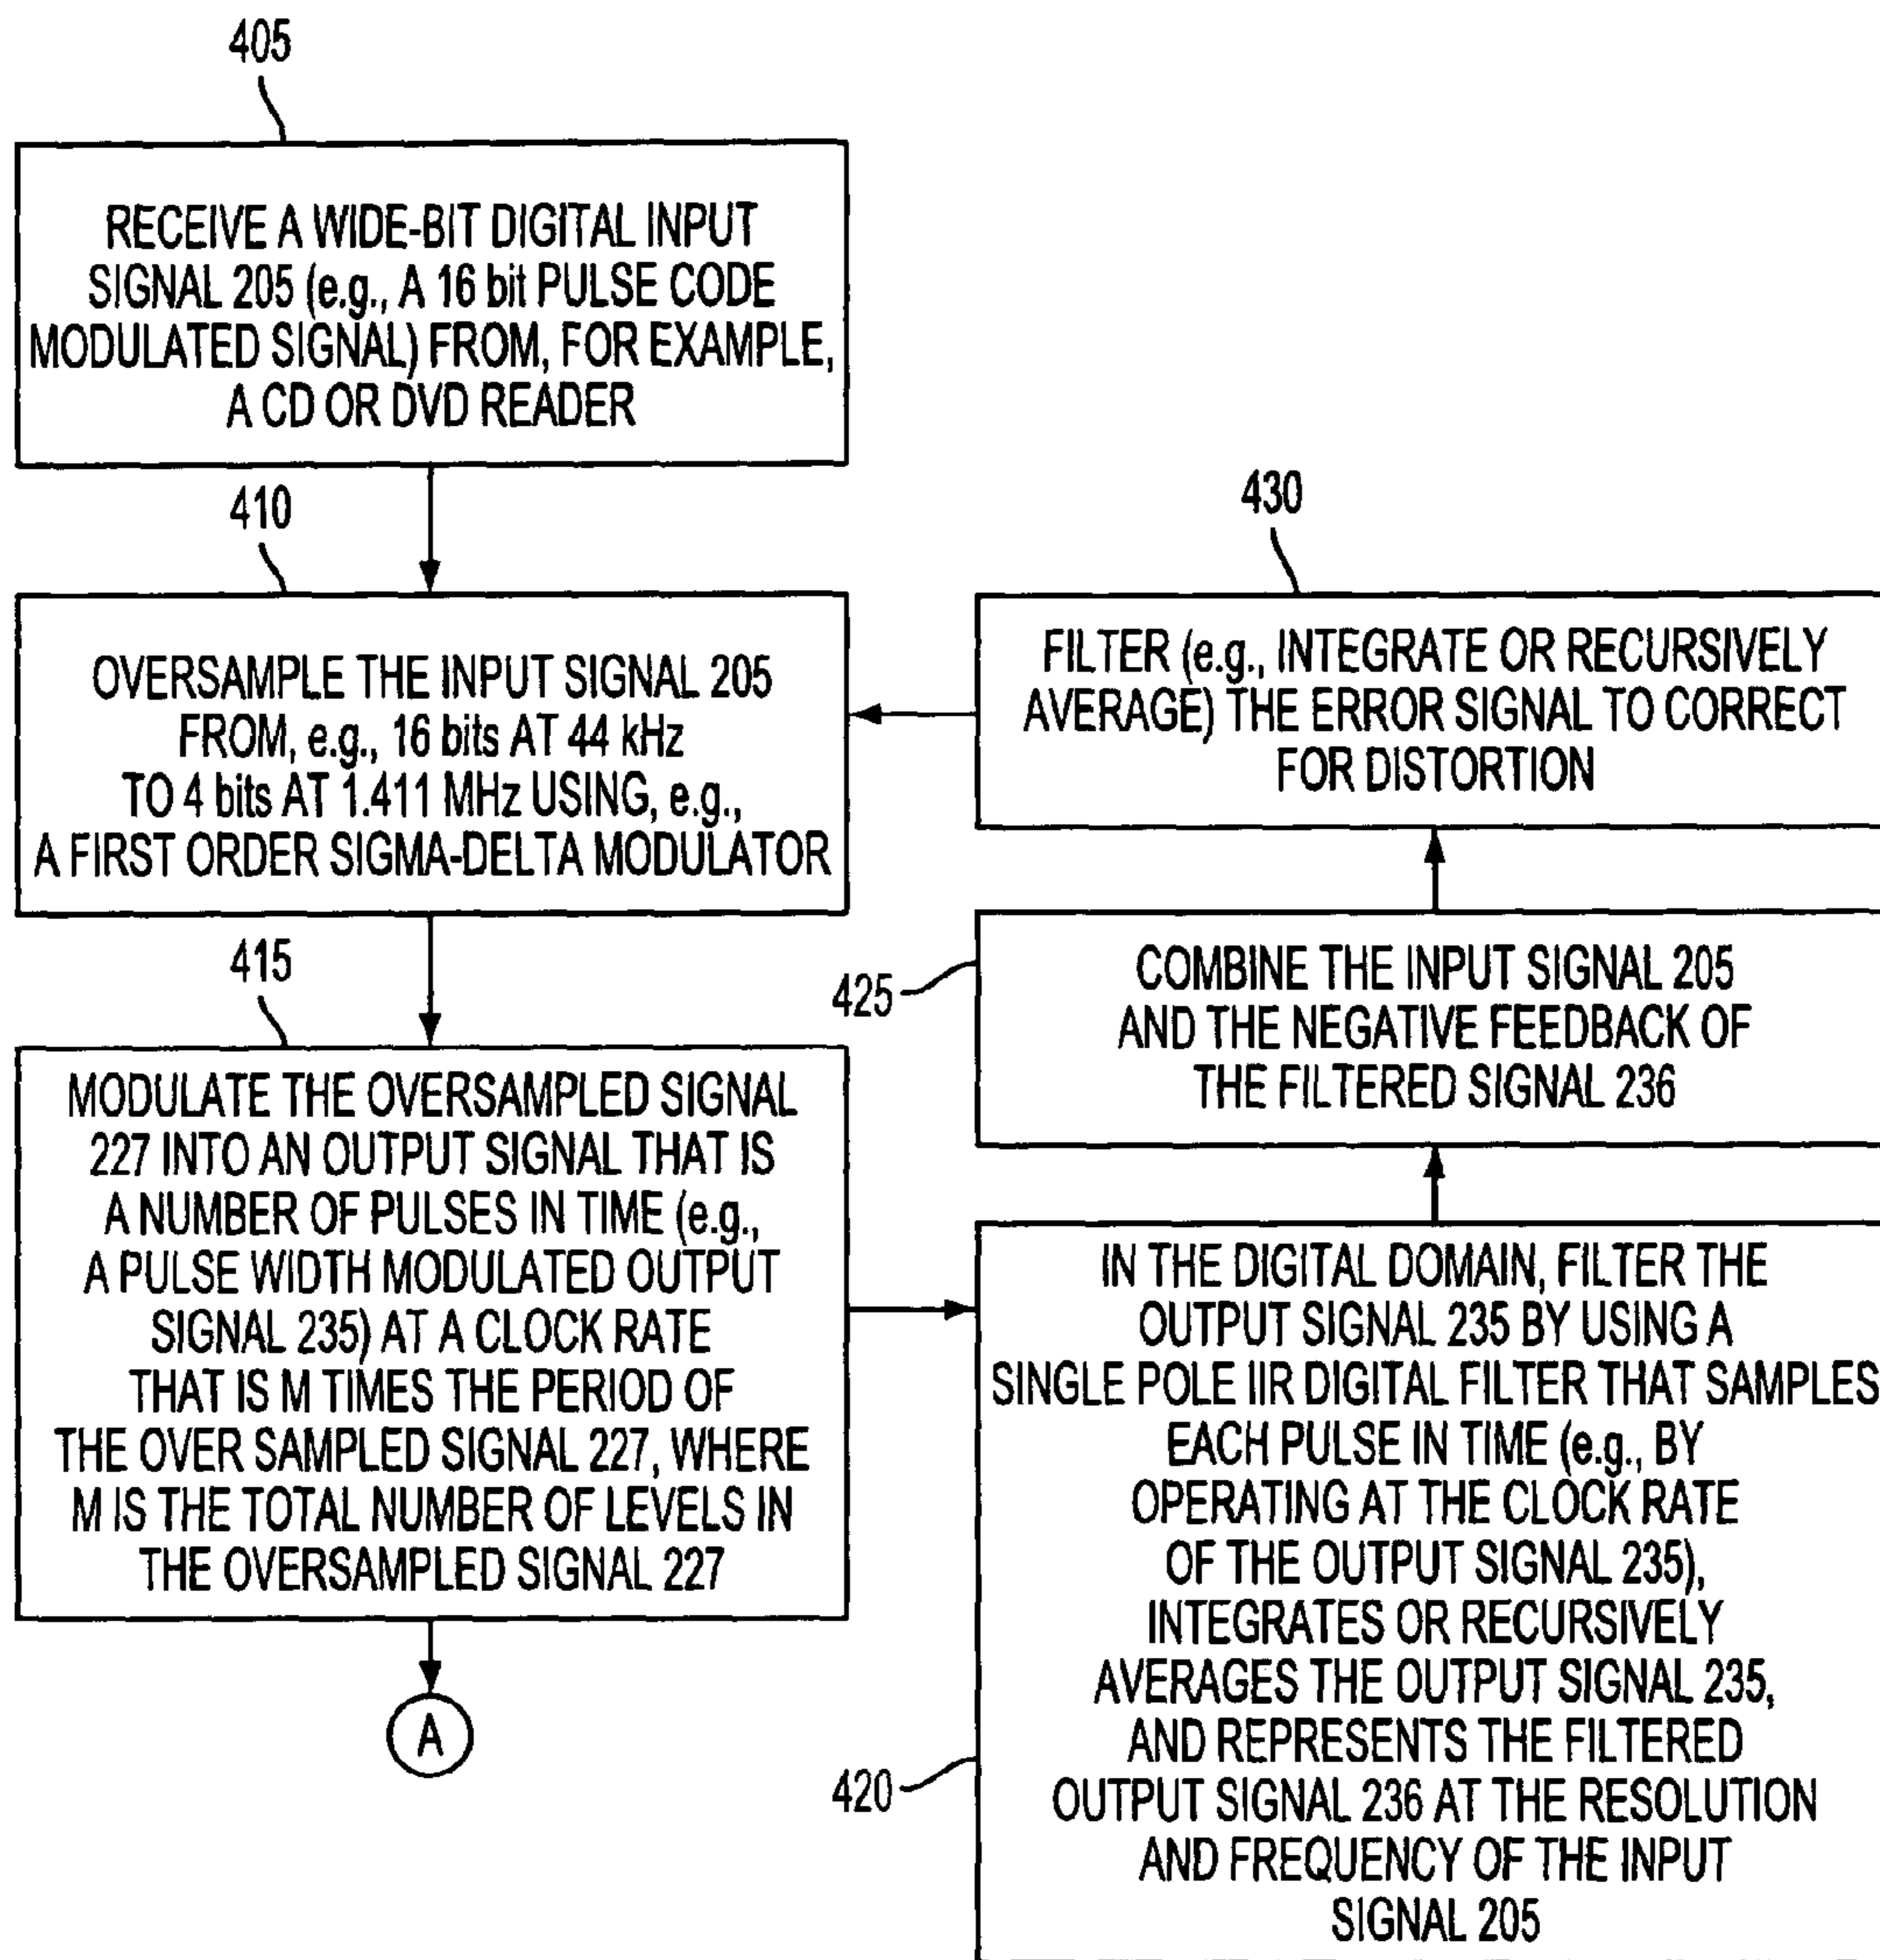 405
RECEIVE A WIDE-BIT DIGITAL INPUT
SIGNAL 205 (e.g., A 16 bit PULSE CODE
MODULATED SIGNAL) FROM, FOR EXAMPLE,
A CD OR DVD READER
410
OVERSAMPLE THE INPUT SIGNAL 205
FROM, e.g., 16 bits AT 44 kHz
TO 4 bits AT 1.411 MHz USING, e.g.,
A FIRST ORDER SIGMA-DELTA MODULATOR
415
MODULATE THE OVERSAMPLED SIGNAL
227 INTO AN OUTPUT SIGNAL THAT IS
A NUMBER OF PULSES IN TIME (e.g.,
A PULSE WIDTH MODULATED OUTPUT
SIGNAL 235) AT A CLOCK RATE
THAT IS M TIMES THE PERIOD OF
THE OVER SAMPLED SIGNAL 227, WHERE
M IS THE TOTAL NUMBER OF LEVELS IN
THE OVERSAMPLED SIGNAL 227
A
430
FILTER (e.g., INTEGRATE OR RECURSIVELY
AVERAGE) THE ERROR SIGNAL TO CORRECT
FOR DISTORTION
425
COMBINE THE INPUT SIGNAL 205
AND THE NEGATIVE FEEDBACK OF
THE FILTERED SIGNAL 236
420
IN THE DIGITAL DOMAIN, FILTER THE
OUTPUT SIGNAL 235 BY USING A
SINGLE POLE IIR DIGITAL FILTER THAT SAMPLES
EACH PULSE IN TIME (e.g., BY
OPERATING AT THE CLOCK RATE
OF THE OUTPUT SIGNAL 235),
INTEGRATES OR RECURSIVELY
AVERAGES THE OUTPUT SIGNAL 235,
AND REPRESENTS THE FILTERED
OUTPUT SIGNAL 236 AT THE RESOLUTION
AND FREQUENCY OF THE INPUT
SIGNAL 205